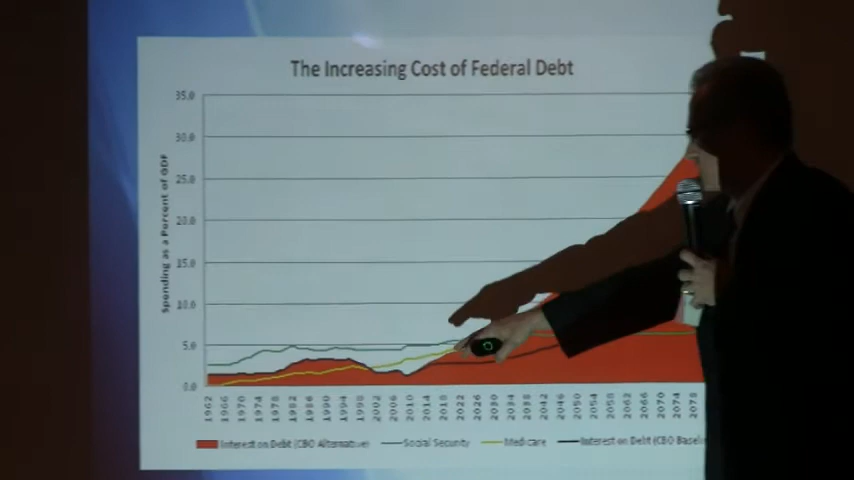 The Increasing Cost of Federal Debt
Spending as a Percent of GDP
35.0
30.0
25.0
20.0
15.0
10.0
5.0
0.0
1962 1966 1970 1974 1978 1982 1986 1990 1994 1998 2002 2006 2010 2014 2018 2022 2026 2030 2034 2038 2042 2046 2050 2054 2058 2062 2066 2070 2074 2078
Interest on Debt (CBO Alternative) Social Security Medicare Interest on Debt (CBO Baseli